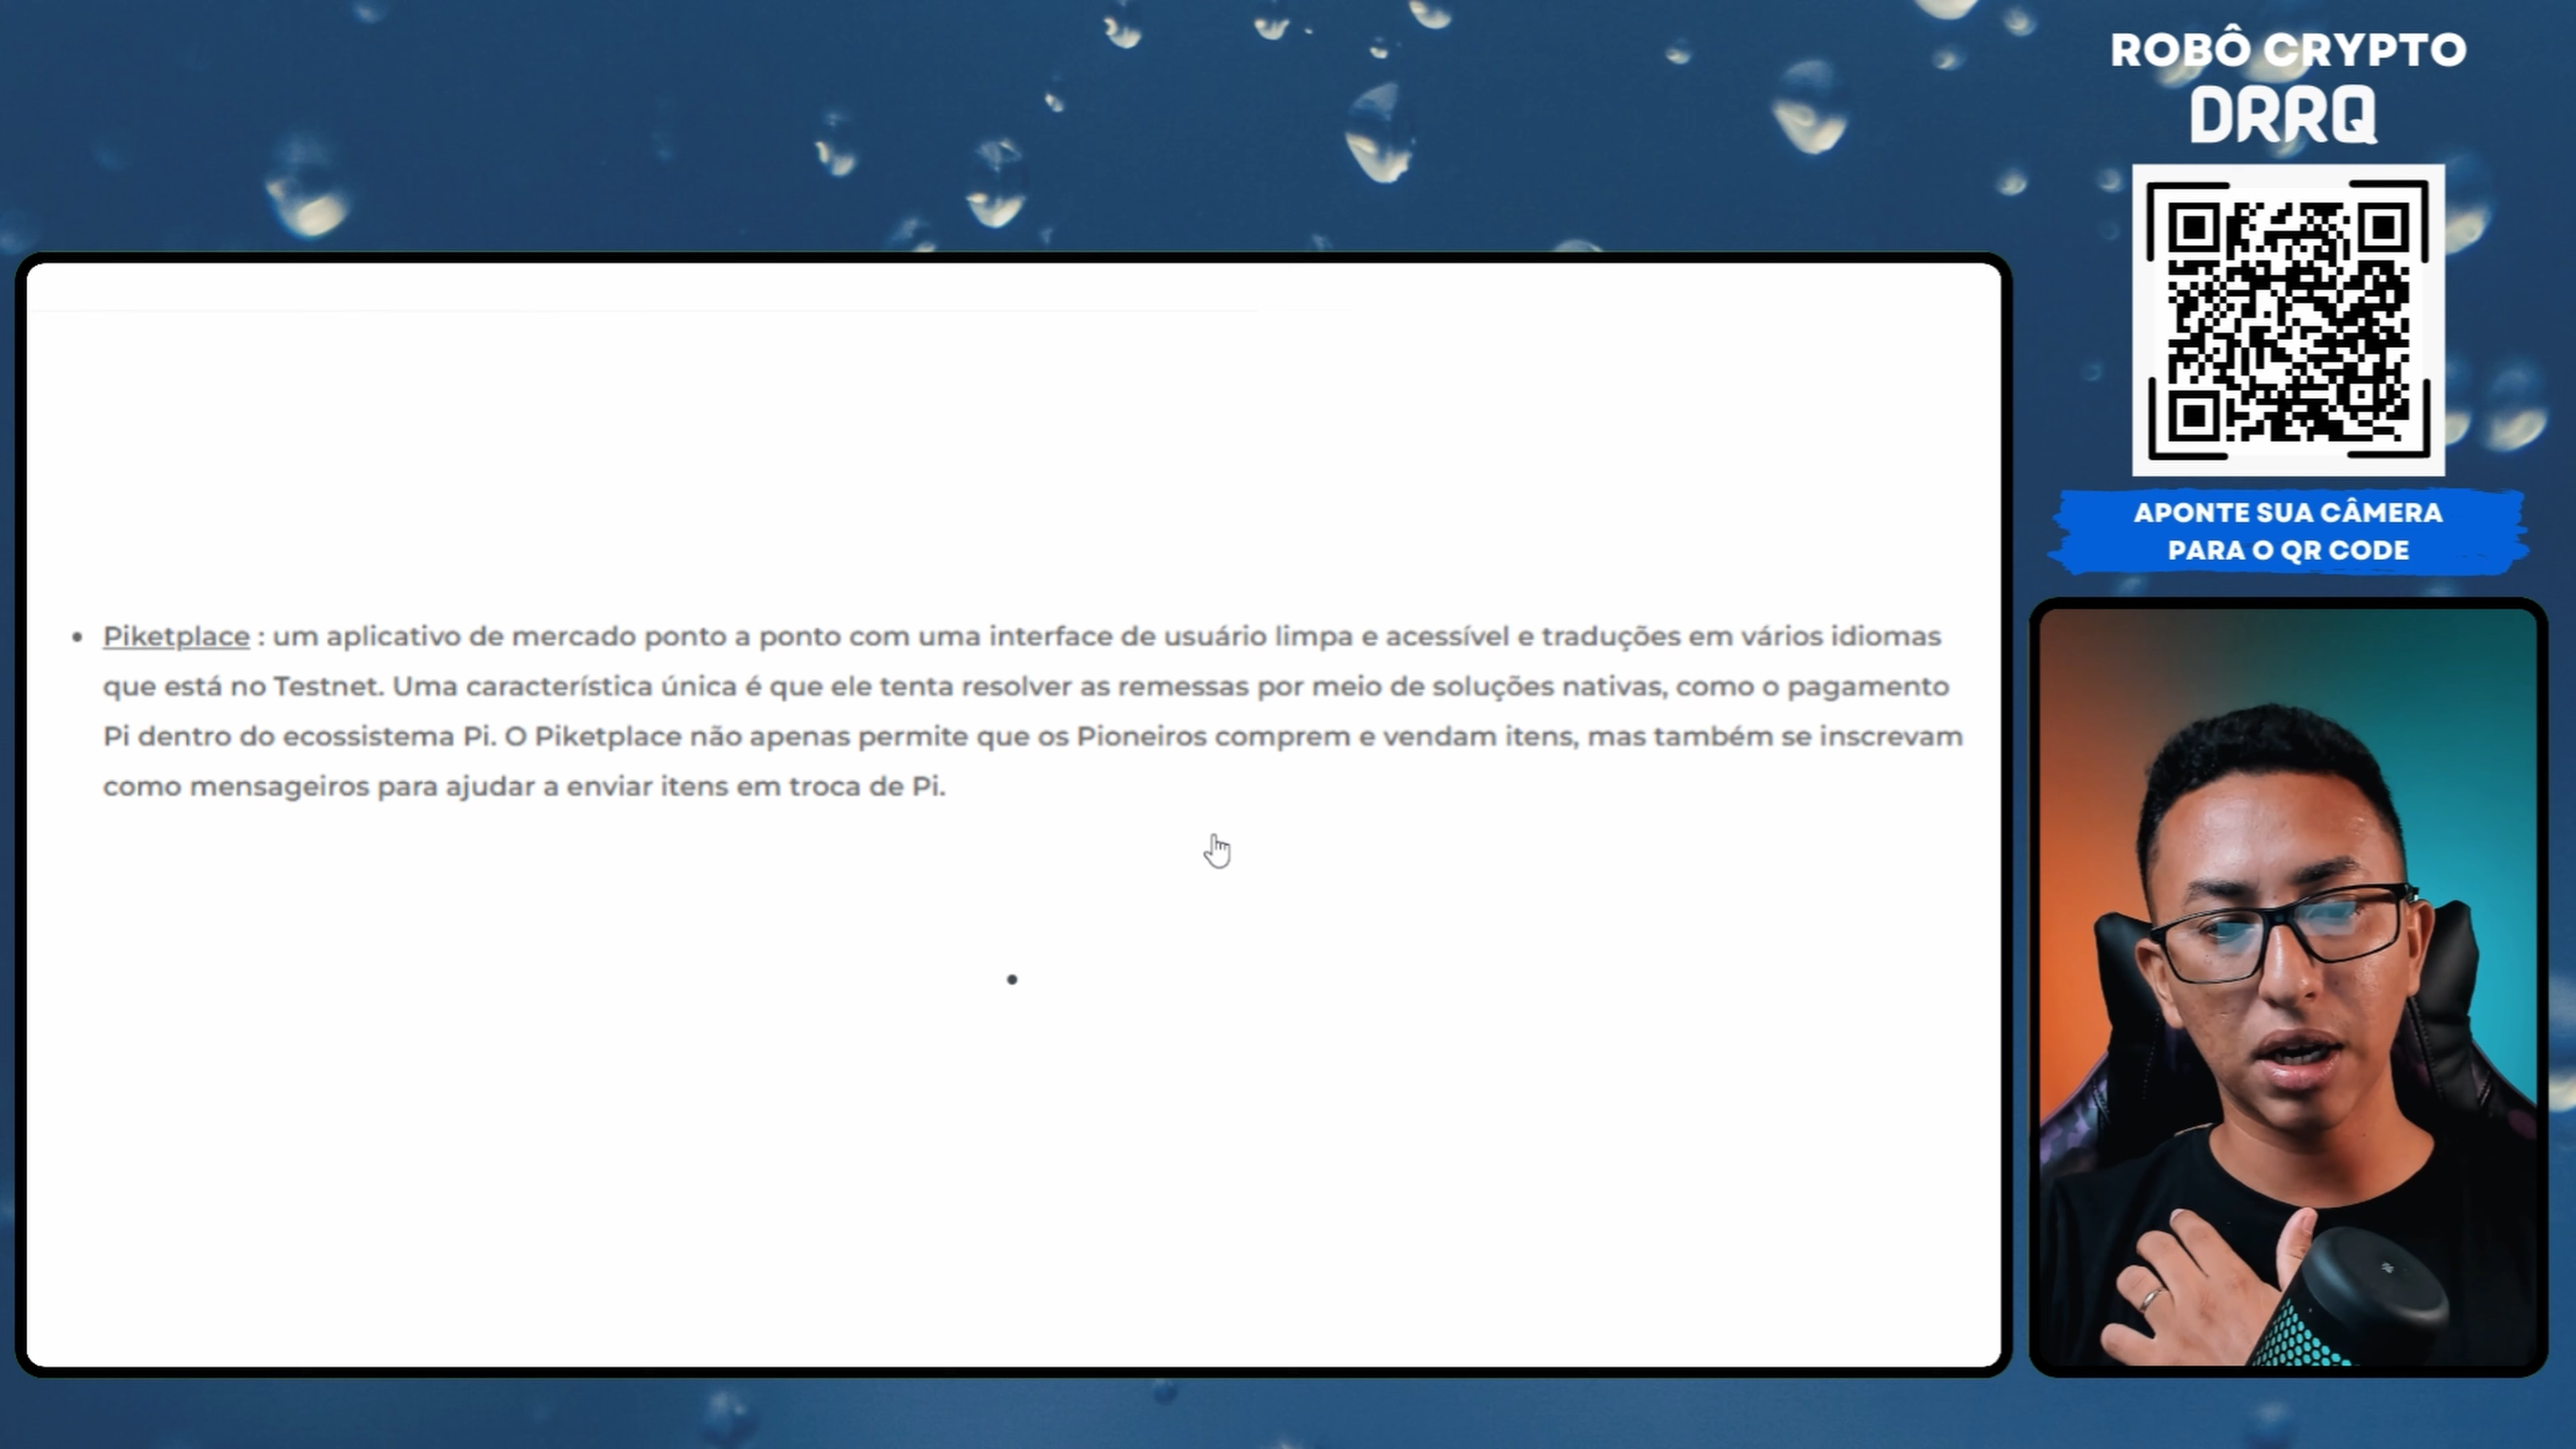 ROBÔ CRYPTO
DRRQ
APONTE SUA CÂMERA
PARA O QR CODE
• Piketplace : um aplicativo de mercado ponto a ponto com uma interface de usuário limpa e acessível e traduções em vários idiomas
que está no Testnet. Uma característica única é que ele tenta resolver as remessas por meio de soluções nativas, como o pagamento
Pi dentro do ecossistema Pi. O Piketplace não apenas permite que os Pioneiros comprem e vendam itens, mas também se inscrevam
como mensageiros para ajudar a enviar itens em troca de Pi.